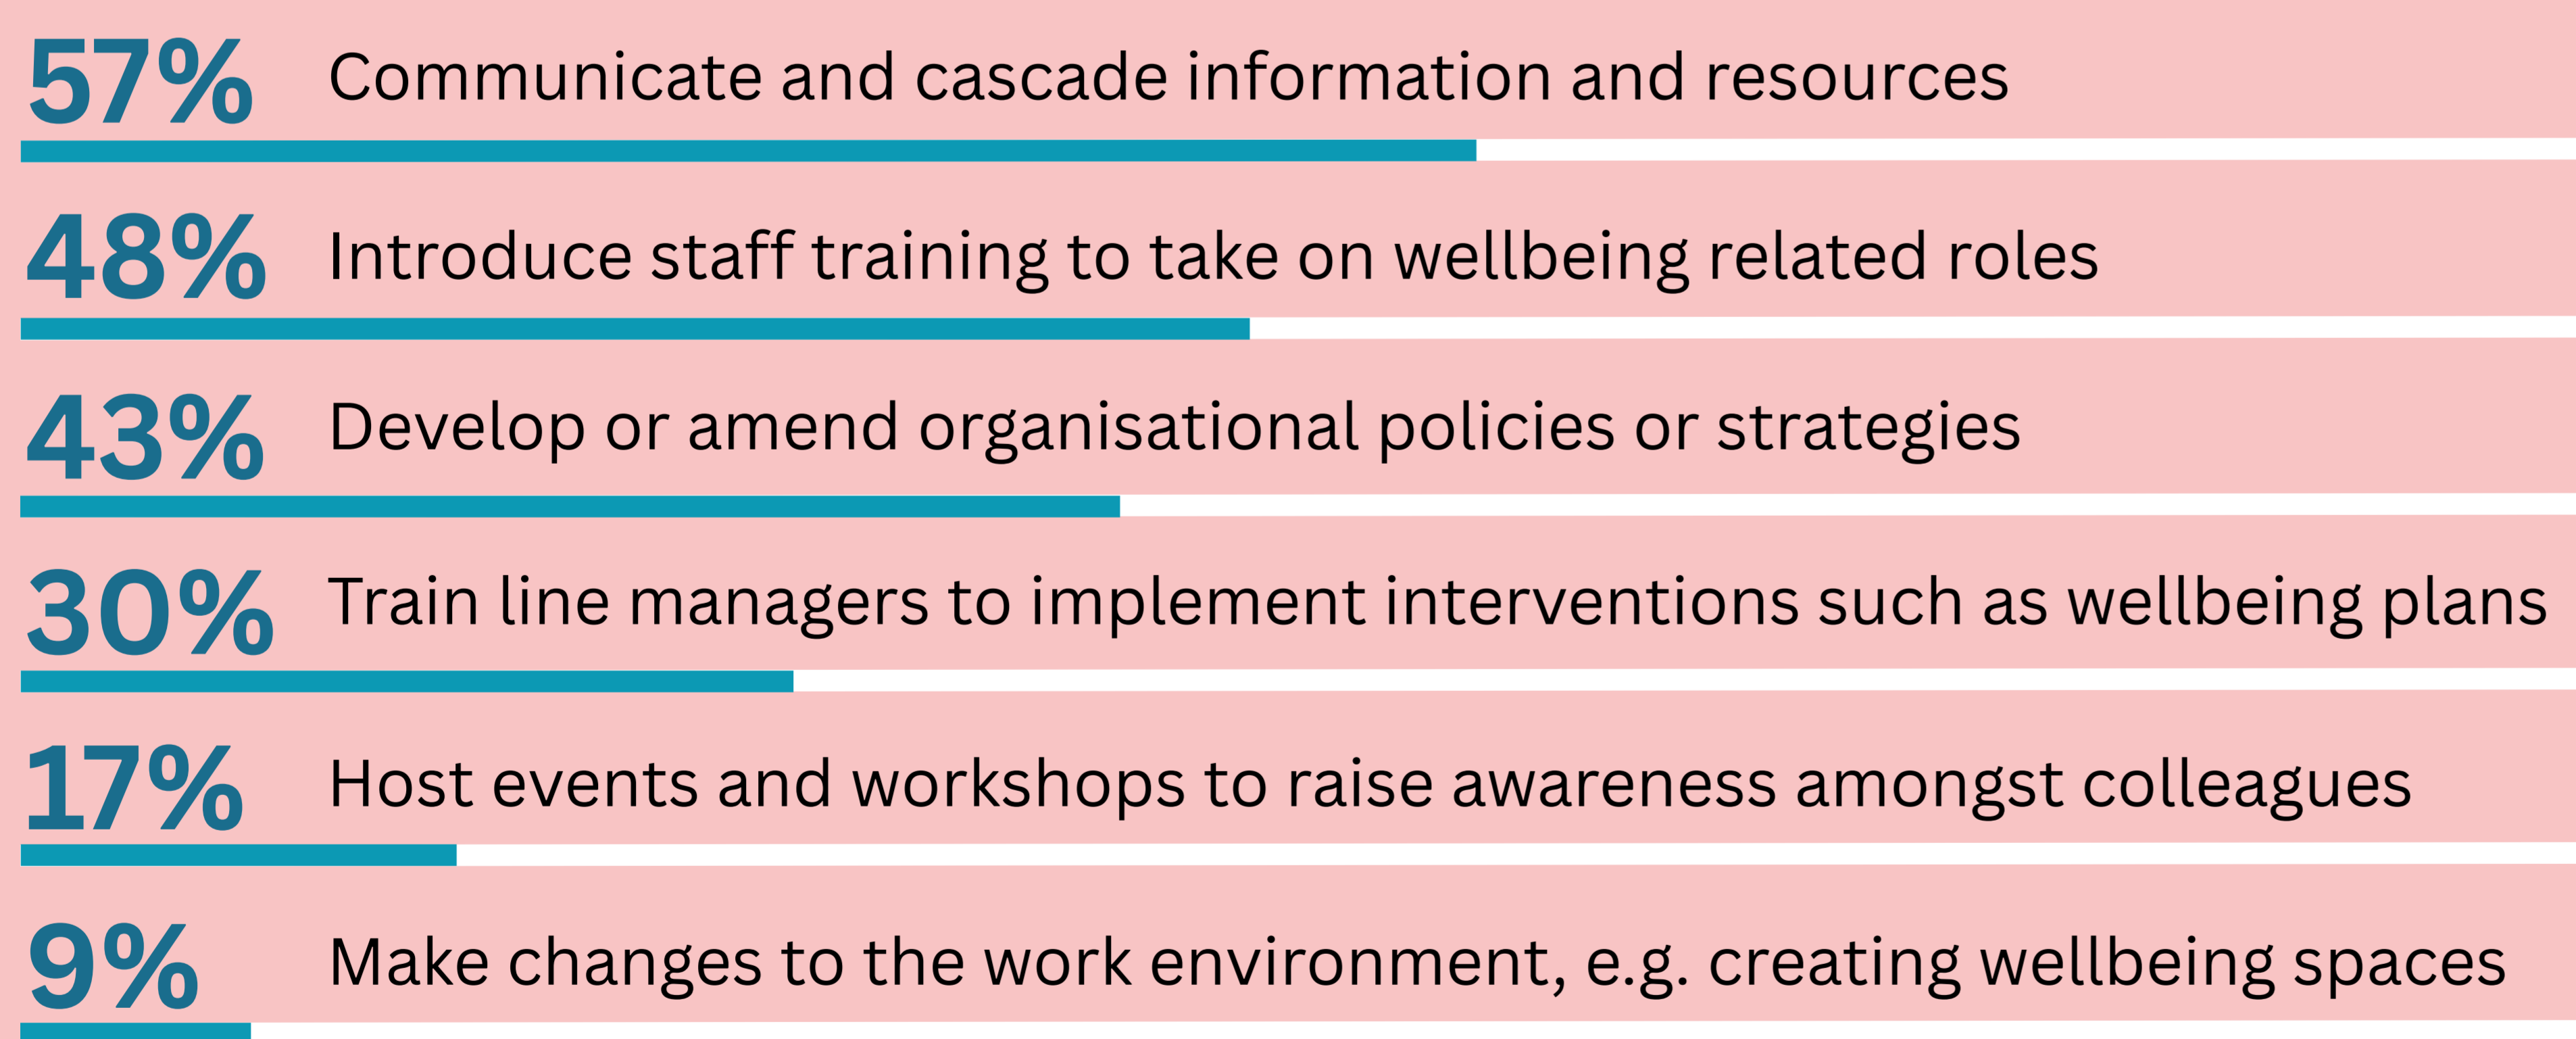 57% Communicate and cascade information and resources
48% Introduce staff training to take on wellbeing related roles
43% Develop or amend organisational policies or strategies
30% Train line managers to implement interventions such as wellbeing plans
17% Host events and workshops to raise awareness amongst colleagues
9% Make changes to the work environment, e.g. creating wellbeing spaces